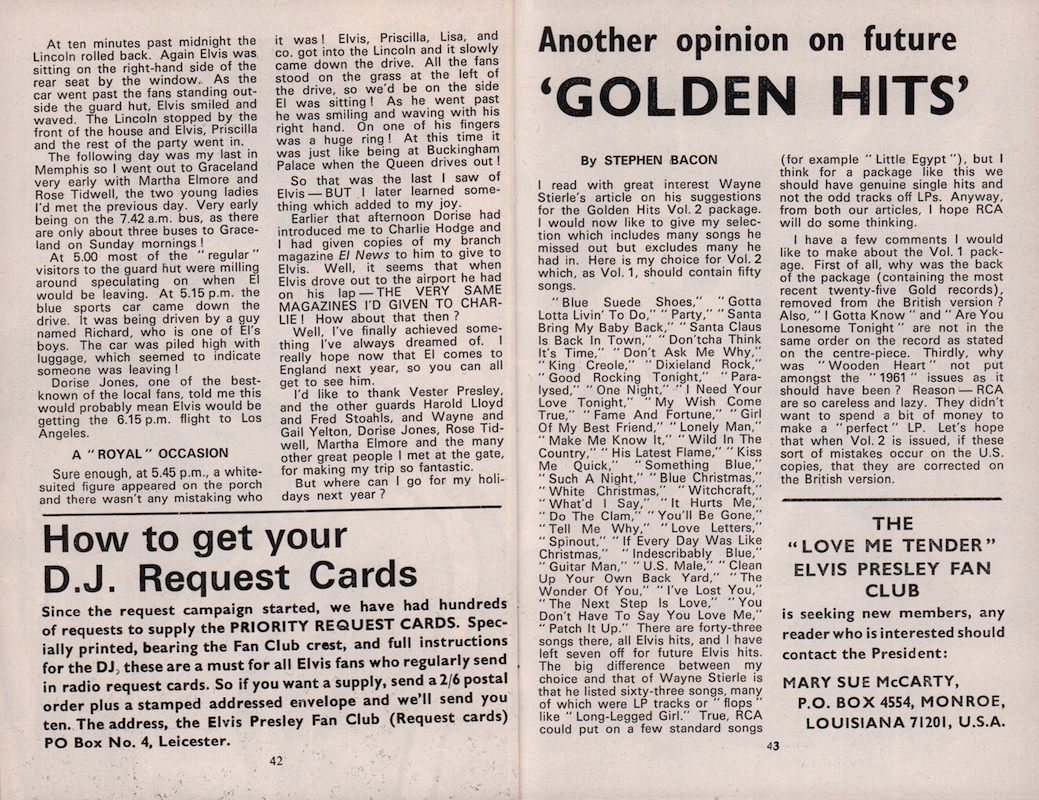 At ten minutes past midnight the
Lincoln rolled back. Again Elvis was
sitting on the right-hand side of the
rear seat by the window. As the
car went past the fans standing out-
side the guard hut, Elvis smiled and
waved. The Lincoln stopped by the
front of the house and Elvis, Priscilla
and the rest of the party went in.
The following day was my last in
Memphis so I went out to Graceland
very early with Martha Elmore and
Rose Tidwell, the two young ladies
I'd met the previous day. Very early
being on the 7.42 a.m. bus, as there
are only about three buses to Grace-
land on Sunday mornings !
At 5.00 most of the "regular"
visitors to the guard hut were milling
around speculating on when El
would be leaving. At 5.15 p.m. the
blue sports car came down the
drive. It was being driven by a guy
named Richard, who is one of El's
boys. The car was piled high with
luggage, which seemed to indicate
someone was leaving !
Dorise Jones, one of the best-
known of the local fans, told me this
would probably mean Elvis would be
getting the 6.15 p.m. flight to Los
Angeles.
A "ROYAL" OCCASION
Sure enough, at 5.45 p.m., a white-
suited figure appeared on the porch
and there wasn't any mistaking who
it was ! Elvis, Priscilla, Lisa, and
co. got into the Lincoln and it slowly
came down the drive. All the fans
stood on the grass at the left of
the drive, so we'd be on the side
El was sitting ! As he went past
he was smiling and waving with his
right hand. On one of his fingers
was a huge ring ! At this time it
was just like being at Buckingham
Palace when the Queen drives out !
So that was the last I saw of
Elvis — BUT I later learned some-
thing which added to my joy.
Earlier that afternoon Dorise had
introduced me to Charlie Hodge and
I had given copies of my branch
magazine El News to him to give to
Elvis. Well, it seems that when
Elvis drove out to the airport he had
on his lap — THE VERY SAME
MAGAZINES I'D GIVEN TO CHAR-
LIE ! How about that then ?
Well, I've finally achieved some-
thing I've always dreamed of. I
really hope now that El comes to
England next year, so you can all
get to see him.
I'd like to thank Vester Presley,
and the other guards Harold Lloyd
and Fred Stoahls, and Wayne and
Gail Yelton, Dorise Jones, Rose Tid-
well, Martha Elmore and the many
other great people I met at the gate,
for making my trip so fantastic.
But where can I go for my holi-
days next year ?
How to get your
D.J. Request Cards
Since the request campaign started, we have had hundreds
of requests to supply the PRIORITY REQUEST CARDS. Spec-
ially printed, bearing the Fan Club crest, and full instructions
for the DJ, these are a must for all Elvis fans who regularly send
in radio request cards. So if you want a supply, send a 2/6 postal
order plus a stamped addressed envelope and we'll send you
ten. The address, the Elvis Presley Fan Club (Request cards)
PO Box No. 4, Leicester.
42
Another opinion on future
'GOLDEN HITS'
By STEPHEN BACON
I read with great interest Wayne
Stierle's article on his suggestions
for the Golden Hits Vol. 2 package.
I would now like to give my selec-
tion which includes many songs he
missed out but excludes many he
had in. Here is my choice for Vol. 2
which, as Vol. 1, should contain fifty
songs.
"Blue Suede Shoes," "Gotta
Lotta Livin' To Do," "Party," "Santa
Bring My Baby Back," "Santa Claus
Is Back In Town," "Don'tcha Think
It's Time," "Don't Ask Me Why,"
"King Creole," "Dixieland Rock,"
"Good Rocking Tonight," "Para-
lysed," "One Night," "I Need Your
Love Tonight," "My Wish Come
True," "Fame And Fortune," "Girl
Of My Best Friend," "Lonely Man,"
"Make Me Know It," "Wild In The
Country," "His Latest Flame," "Kiss
Me Quick," "Something Blue,"
"Such A Night," "Blue Christmas,"
"White Christmas," "Witchcraft,"
"What'd I Say," "It Hurts Me,"
"Do The Clam," "You'll Be Gone,"
"Tell Me Why," "Love Letters,"
"Spinout," "If Every Day Was Like
Christmas," "Indescribably Blue,"
"Guitar Man," "U.S. Male," "Clean
Up Your Own Back Yard," "The
Wonder Of You," "I've Lost You,"
"The Next Step Is Love," "You
Don't Have To Say You Love Me,"
"Patch It Up." There are forty-three
songs there, all Elvis hits, and I have
left seven off for future Elvis hits.
The big difference between my
choice and that of Wayne Stierle is
that he listed sixty-three songs, many
of which were LP tracks or "flops"
like "Long-Legged Girl." True, RCA
could put on a few standard songs
(for example "Little Egypt"), but I
think for a package like this we
should have genuine single hits and
not the odd tracks off LPs. Anyway,
from both our articles, I hope RCA
will do some thinking.
I have a few comments I would
like to make about the Vol. 1 pack-
age. First of all, why was the back
of the package (containing the most
recent twenty-five Gold records),
removed from the British version ?
Also, "I Gotta Know" and "Are You
Lonesome Tonight" are not in the
same order on the record as stated
on the centre-piece. Thirdly, why
was "Wooden Heart" not put
amongst the "1961" issues as it
should have been ? Reason — RCA
are so careless and lazy. They didn't
want to spend a bit of money to
make a "perfect" LP. Let's hope
that when Vol. 2 is issued, if these
sort of mistakes occur on the U.S.
copies, that they are corrected on
the British version.
THE
"LOVE ME TENDER"
ELVIS PRESLEY FAN
CLUB
is seeking new members, any
reader who is interested should
contact the President:
MARY SUE McCARTY,
P.O. BOX 4554, MONROE,
LOUISIANA 71201, U.S.A.
43